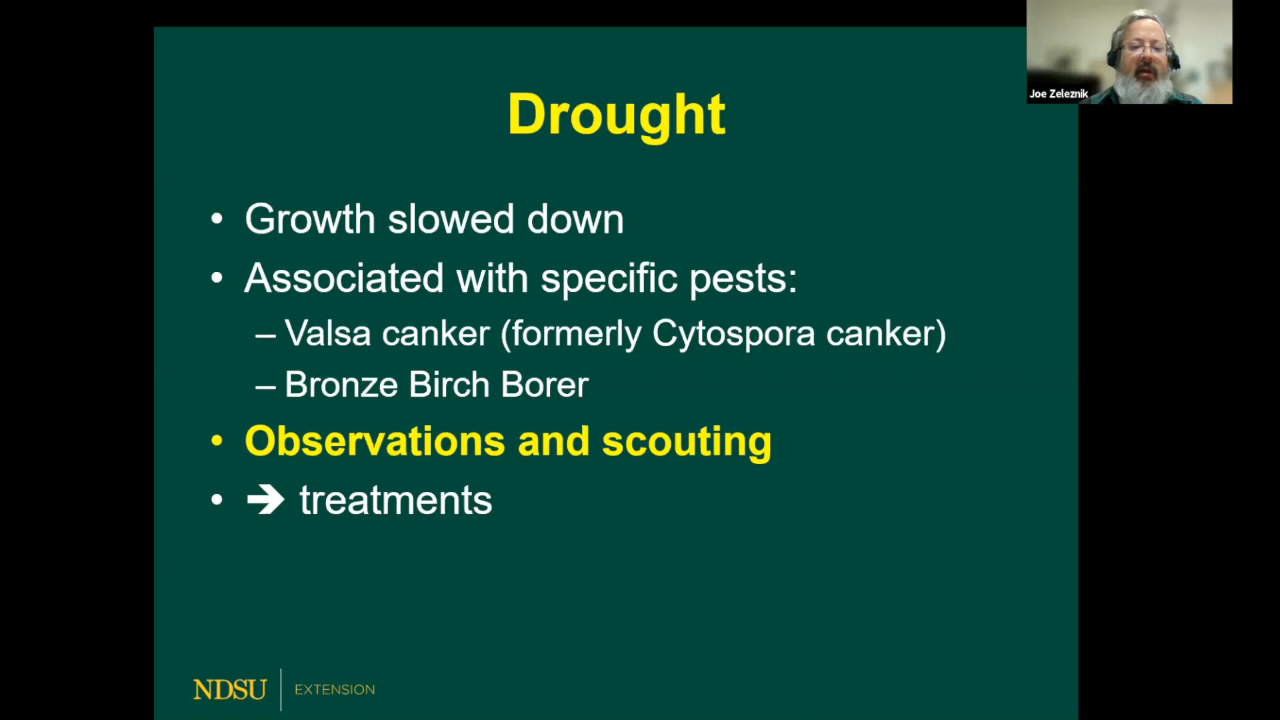 Joe Zeleznik
Drought
• Growth slowed down
• Associated with specific pests:
– Valsa canker (formerly Cytospora canker)
– Bronze Birch Borer
• Observations and scouting
• ➔ treatments
NDSU | EXTENSION